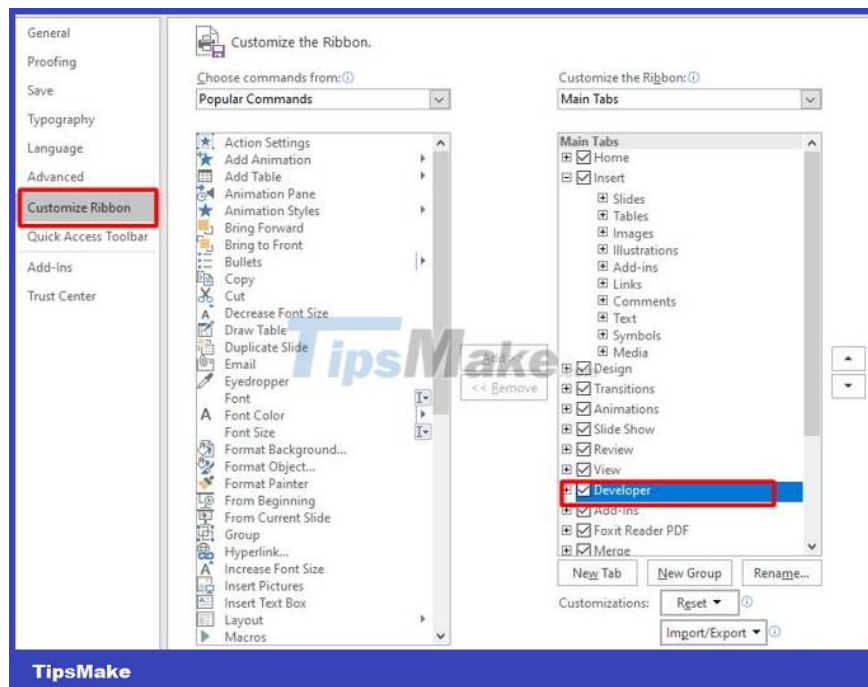 General
Proofing
Save
Typography
Language
Advanced
Customize Ribbon
Quick Access Toolbar
Add-Ins
Trust Center
Customize the Ribbon.
Choose commands from:
Popular Commands
Action Settings
Add Animation
Add Table
Animation Pane
Animation Styles
Bring Forward
Bring to Front
Bullets
Copy
Cut
Decrease Font Size
Draw Table
Duplicate Slide
Email
Eyedropper
Font
Font Color
Font Size
Format Background...
Format Object...
Format Painter
From Beginning
From Current Slide
Group
Hyperlink...
Increase Font Size
Insert Pictures
Insert Text Box
Layout
Macros
Add >>
<< Remove
Customize the Ribbon:
Main Tabs
Main Tabs
Home
Insert
Slides
Tables
Images
Illustrations
Add-ins
Links
Comments
Text
Symbols
Media
Design
Transitions
Animations
Slide Show
Review
View
Developer
Add-Ins
Foxit Reader PDF
Merge
New Tab
New Group
Rename...
Customizations:
Reset
Import/Export
TipsMake
TipsMake